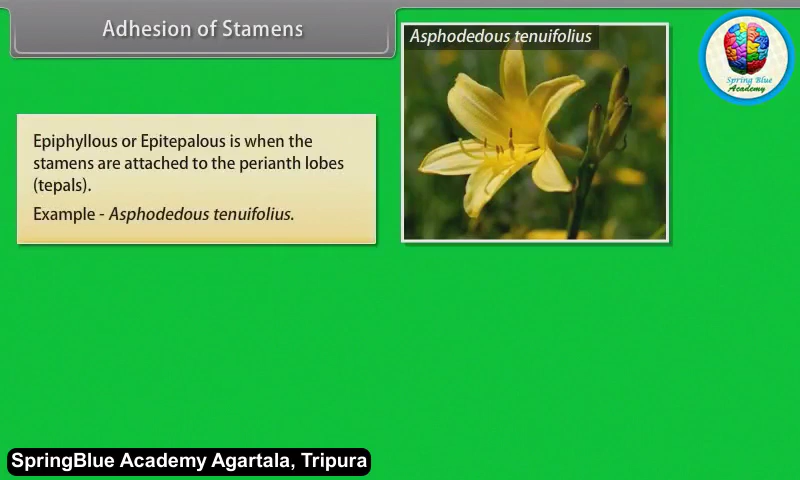 Adhesion of Stamens
Asphodedous tenuifolius
Spring Blue
Academy
Epiphyllous or Epitepalous is when the
stamens are attached to the perianth lobes
(tepals).
Example - Asphodedous tenuifolius.
SpringBlue Academy Agartala, Tripura